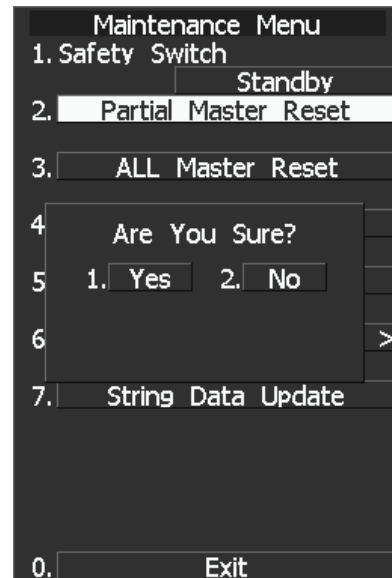 Maintenance Menu
1. Safety Switch
Standby
2. Partial Master Reset
3. ALL Master Reset
4
Are You Sure?
5
1. Yes 2. No
6
>
7. String Data Update
0. Exit